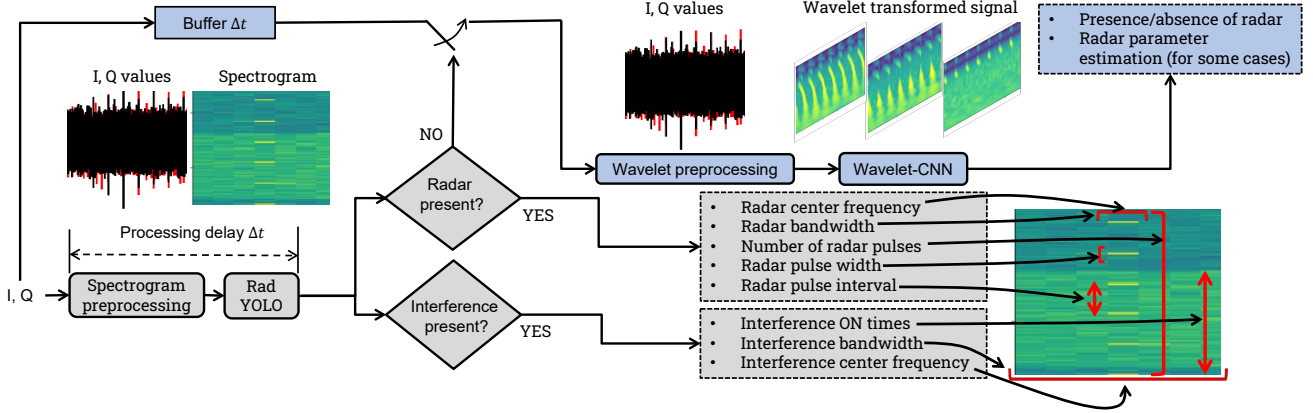 Buffer Δt
I, Q values
Spectrogram
I, Q values
Wavelet transformed signal
• Presence/absence of radar
• Radar parameter
estimation (for some cases)
NO
Radar
present?
YES
Wavelet preprocessing
Wavelet-CNN
Processing delay Δt
I, Q
Spectrogram
preprocessing
Rad
YOLO
Interference
present?
YES
• Radar center frequency
• Radar bandwidth
• Number of radar pulses
• Radar pulse width
• Radar pulse interval
• Interference ON times
• Interference bandwidth
• Interference center frequency